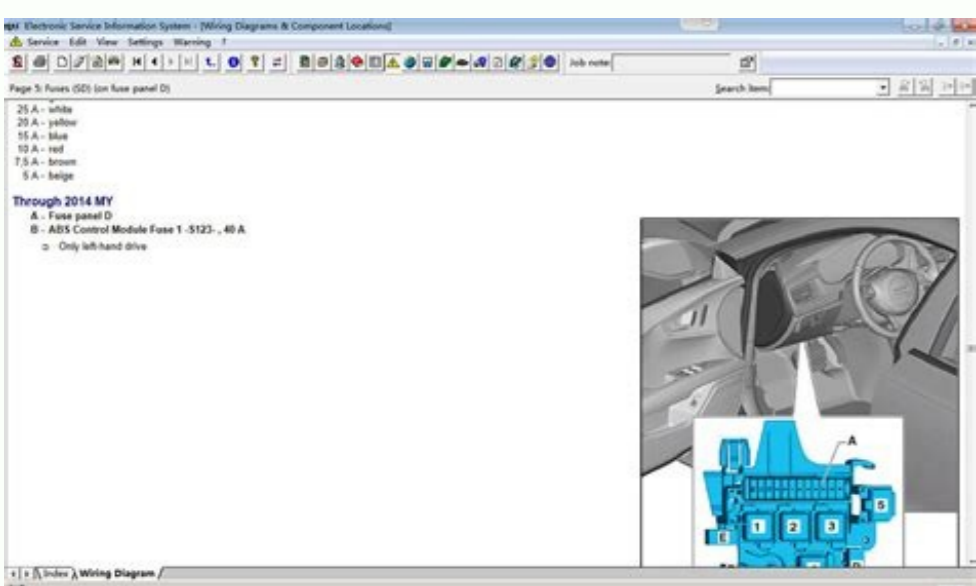 Electronic Service Information System - [Wiring Diagrams & Component Locations]
Service Edit View Settings Warning ?
Job note:
Page 5: Fuses (SD) (on fuse panel D)
Search item:
25 A - white
20 A - yellow
15 A - blue
10 A - red
7,5 A - brown
5 A - beige
Through 2014 MY
A - Fuse panel D
B - ABS Control Module Fuse 1 -S123- , 40 A
Only left-hand drive
A
5
1 2 3
E
Index Wiring Diagram